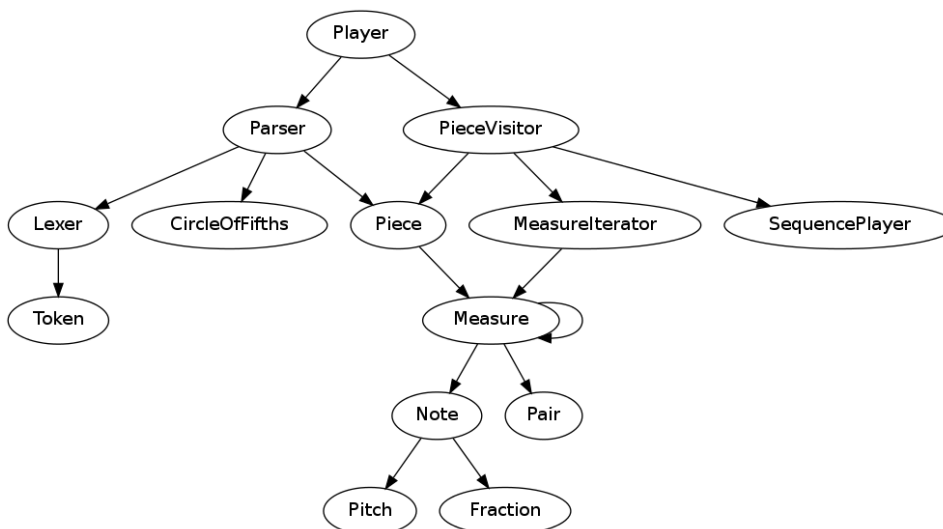 Player
Parser
PieceVisitor
Lexer
CircleOfFifths
Piece
MeasureIterator
SequencePlayer
Token
Measure
Note
Pair
Pitch
Fraction